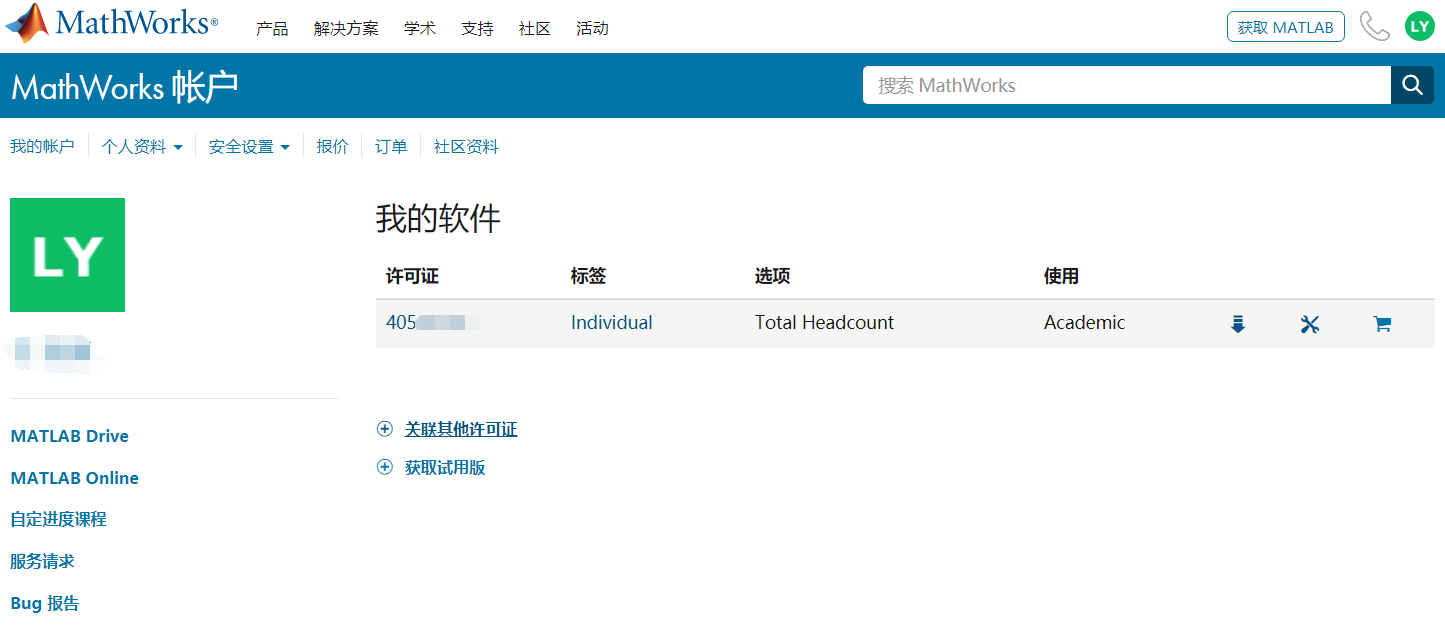 MathWorks®
产品 解决方案 学术 支持 社区 活动 获取 MATLAB LY
MathWorks 帐户 搜索 MathWorks
我的帐户 个人资料 安全设置 报价 订单 社区资料
LY
我的软件
许可证 标签 选项 使用
405 Individual Total Headcount Academic
关联其他许可证
获取试用版
MATLAB Drive
MATLAB Online
自定进度课程
服务请求
Bug 报告